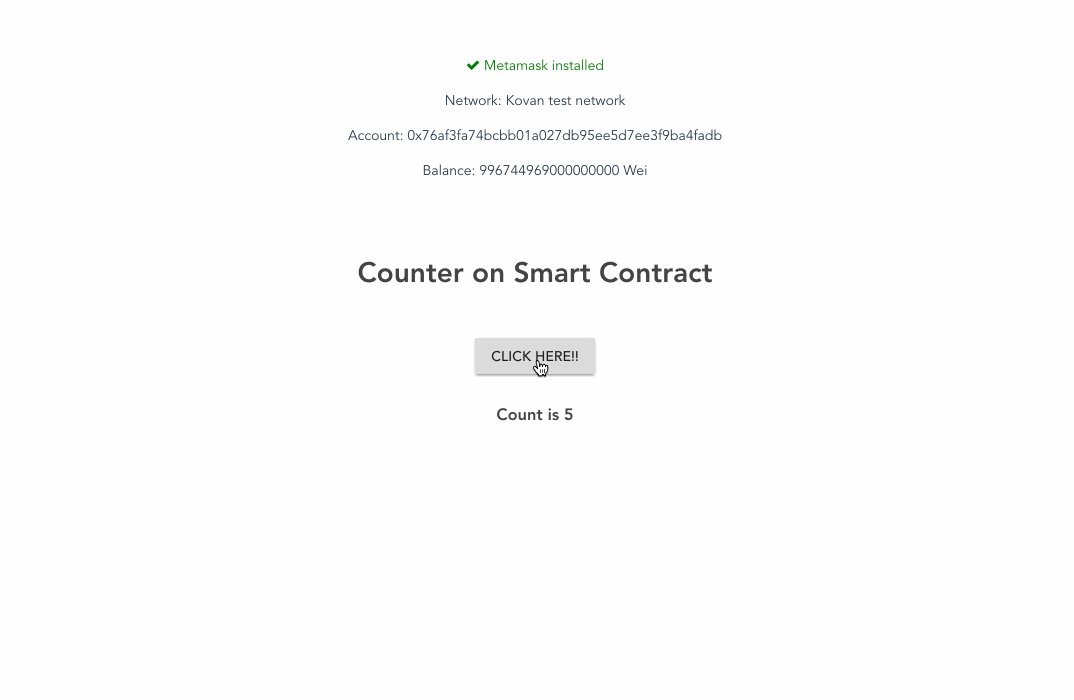 Metamask installed
Network: Kovan test network
Account: 0x76af3fa74bcbb01a027db95ee5d7ee3f9ba4fadb
Balance: 996744969000000000 Wei
Counter on Smart Contract
CLICK HERE!!
Count is 5